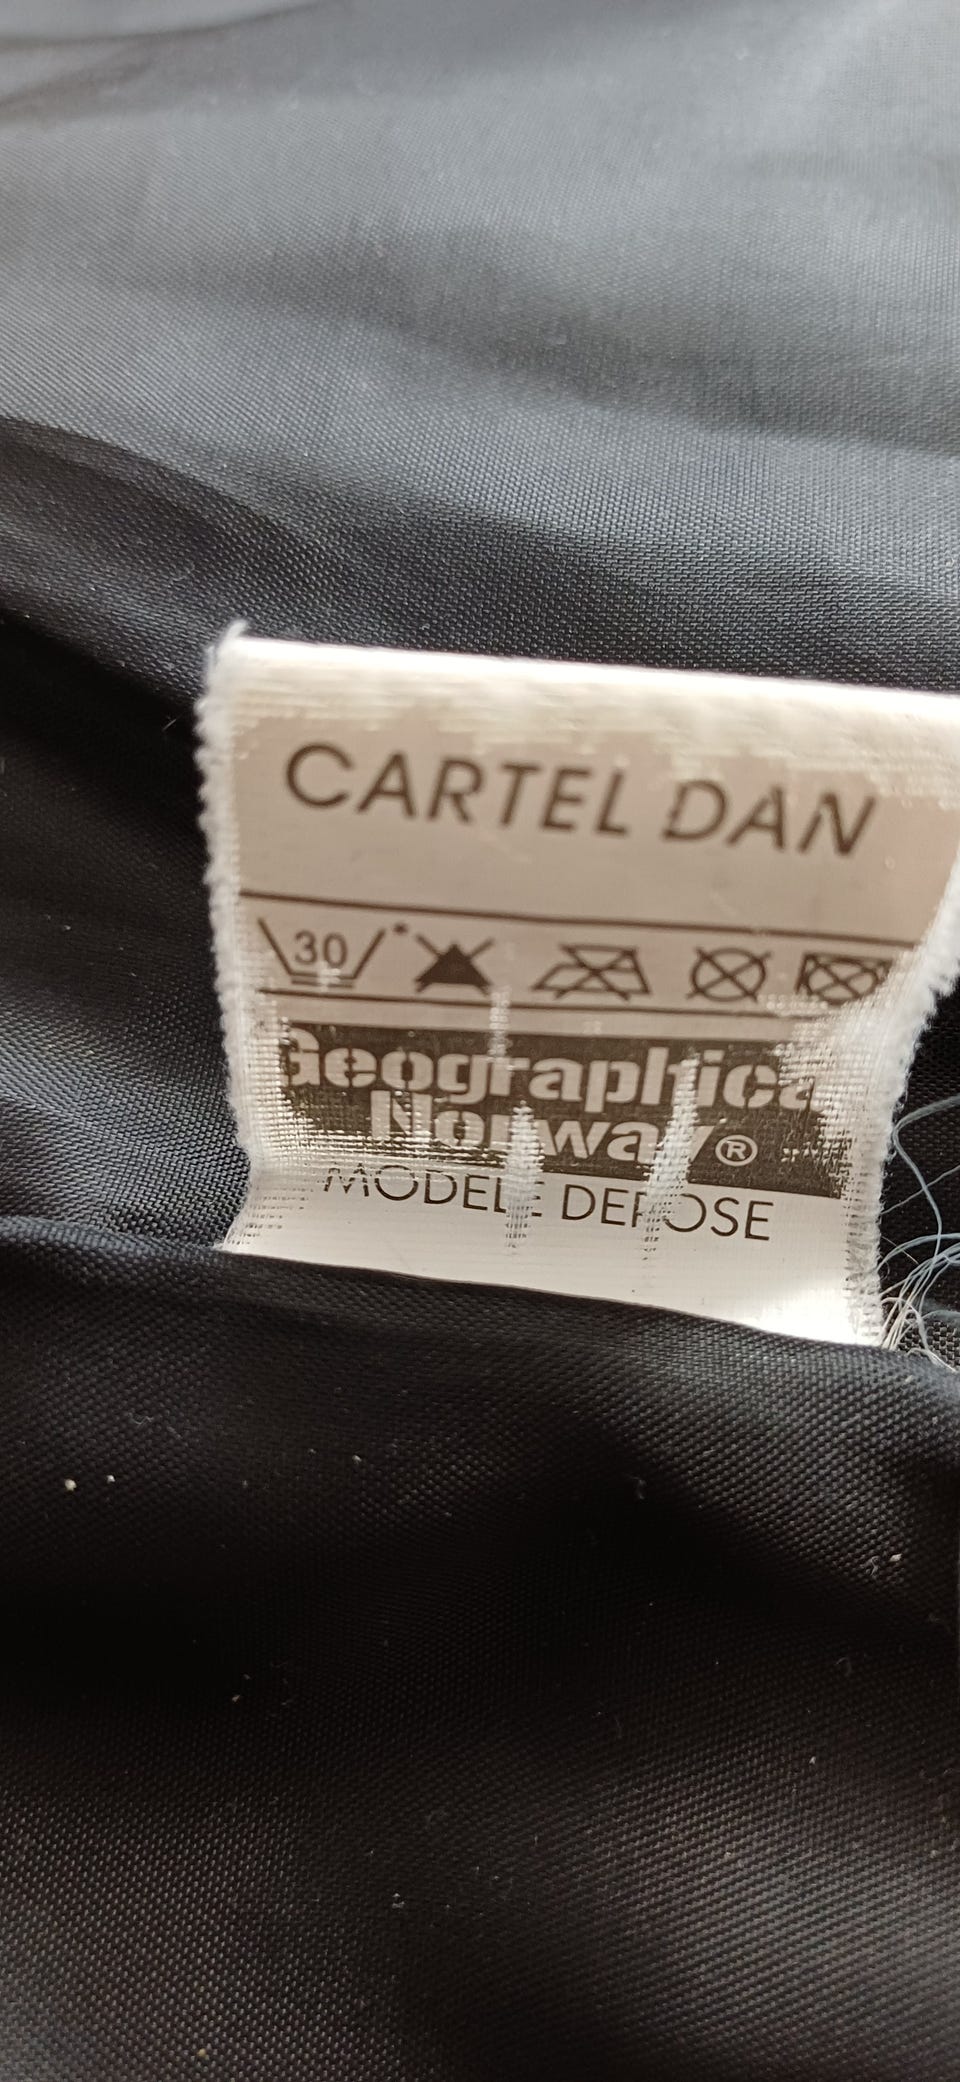 CARTEL DAN
30
Geographical
Norway®
MODELE DEPOSE